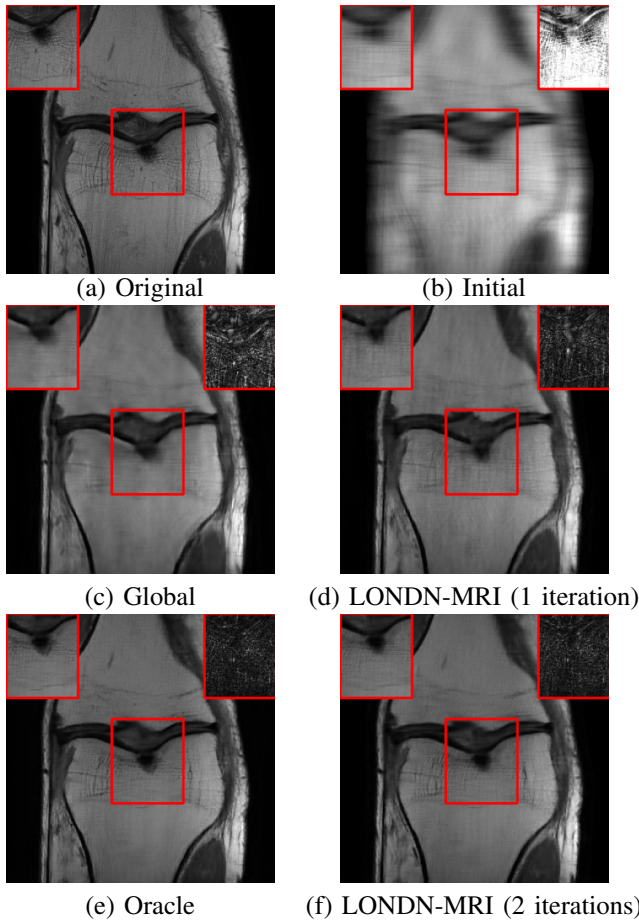 (a) Original
(b) Initial
(c) Global
(d) LONDN-MRI (1 iteration)
(e) Oracle
(f) LONDN-MRI (2 iterations)